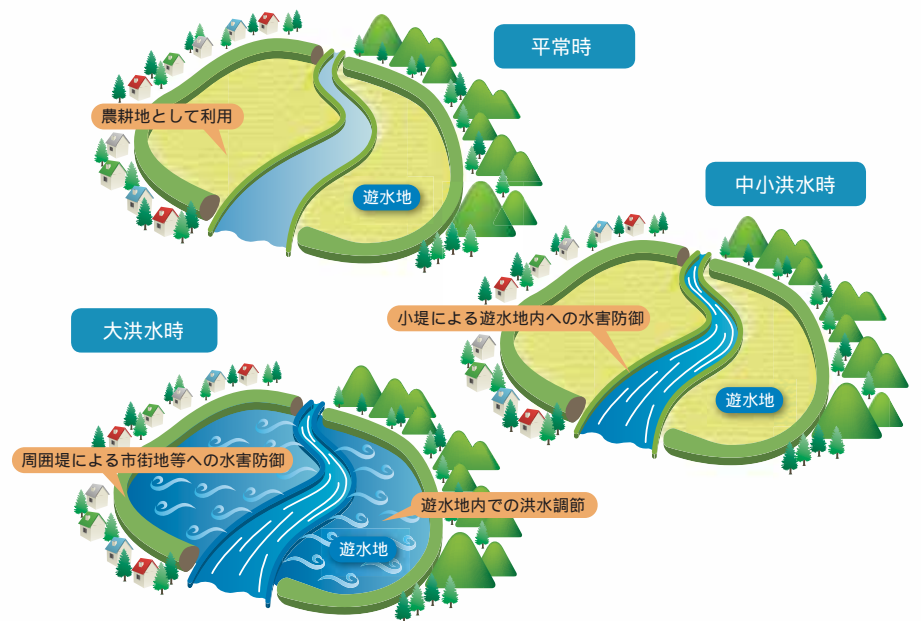 平常時
農耕地として利用
遊水地
中小洪水時
小堤による遊水地内への水害防御
遊水地
大洪水時
周囲堤による市街地等への水害防御
遊水地内での洪水調節
遊水地